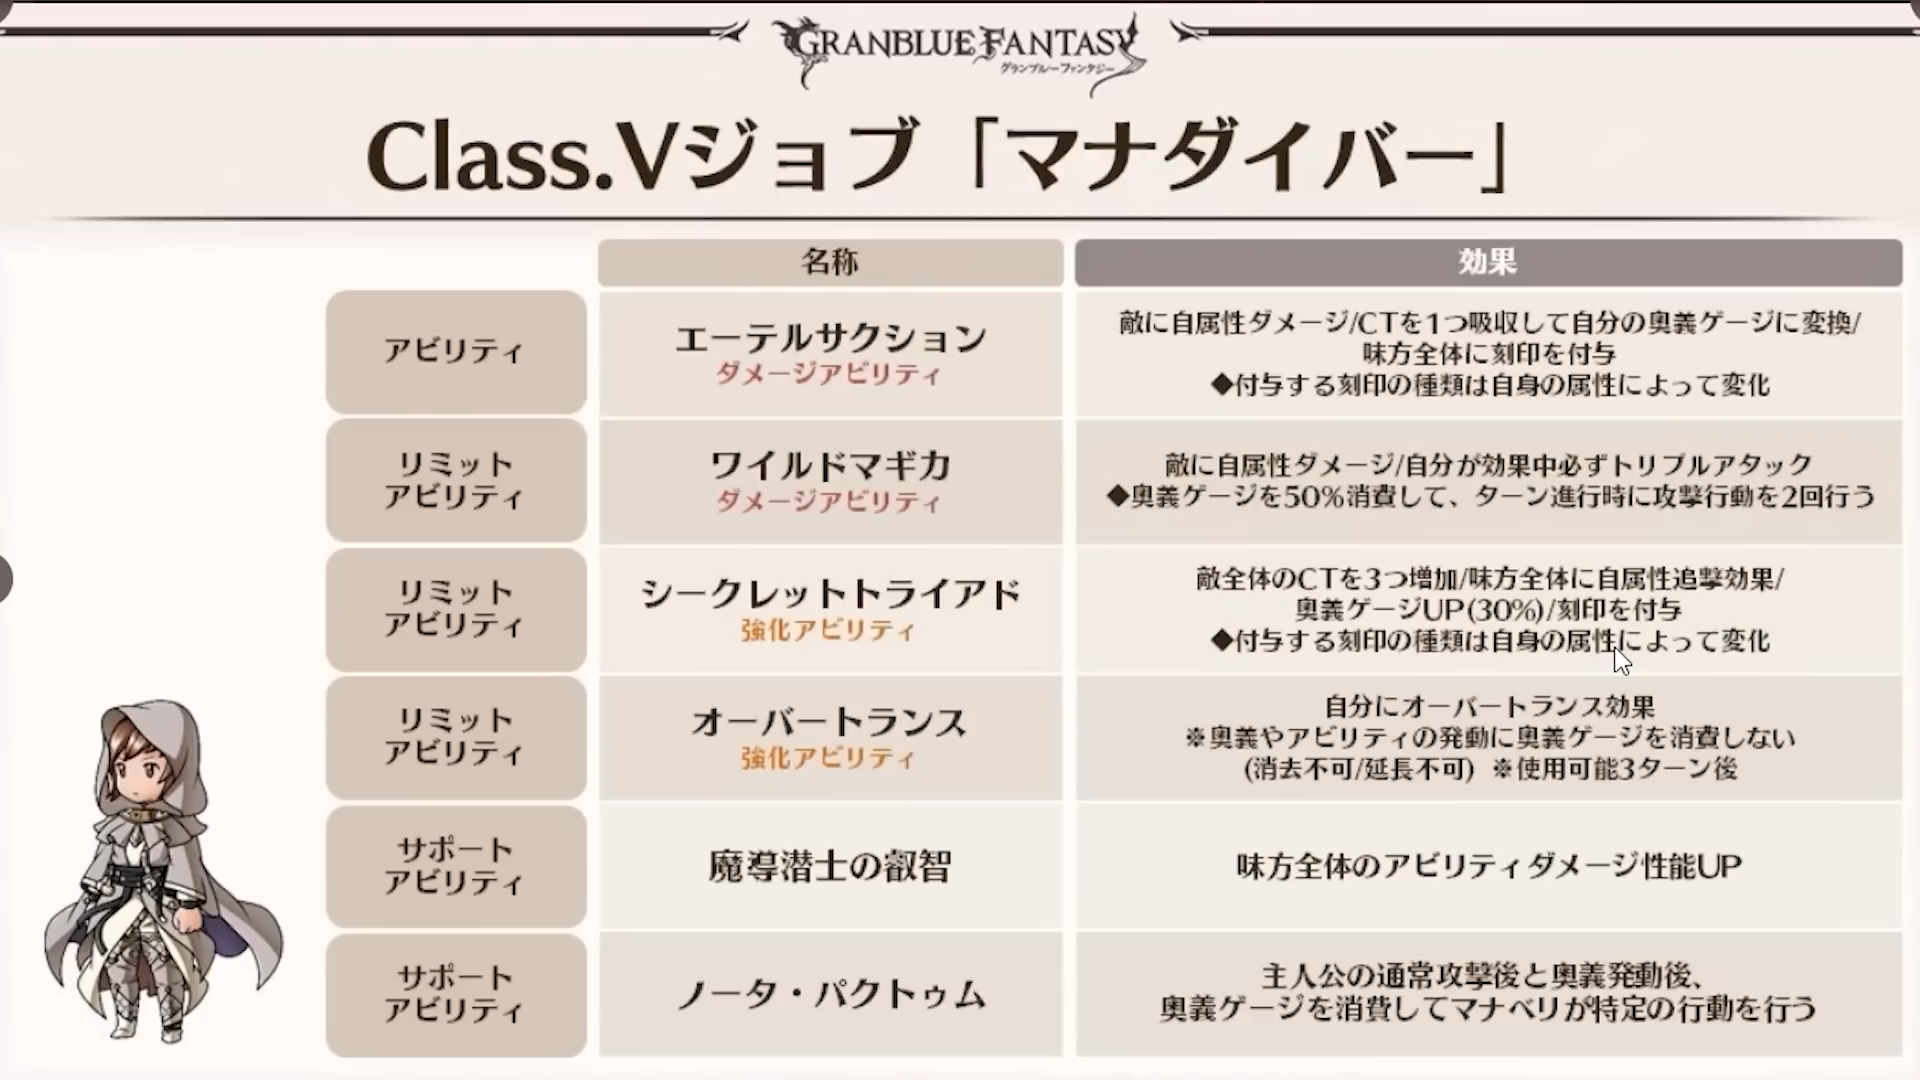 GRANBLUE FANTASY
グランブルーファンタジー
Class.Vジョブ「マナダイバー」
名称
効果
アビリティ
エーテルサクション
ダメージアビリティ
敵に自属性ダメージ/CTを1つ吸収して自分の奥義ゲージに変換/
味方全体に刻印を付与
◆付与する刻印の種類は自身の属性によって変化
リミット
アビリティ
ワイルドマギカ
ダメージアビリティ
敵に自属性ダメージ/自分が効果中必ずトリプルアタック
◆奥義ゲージを50%消費して、ターン進行時に攻撃行動を2回行う
リミット
アビリティ
シークレットトライアド
強化アビリティ
敵全体のCTを3つ増加/味方全体に自属性追撃効果/
奥義ゲージUP(30%)/刻印を付与
◆付与する刻印の種類は自身の属性によって変化
リミット
アビリティ
オーバートランス
強化アビリティ
自分にオーバートランス効果
※奥義やアビリティの発動に奥義ゲージを消費しない
(消去不可/延長不可) ※使用可能3ターン後
サポート
アビリティ
魔導潜士の叡智
味方全体のアビリティダメージ性能UP
サポート
アビリティ
ノータ・パクトゥム
主人公の通常攻撃後と奥義発動後、
奥義ゲージを消費してマナベリが特定の行動を行う